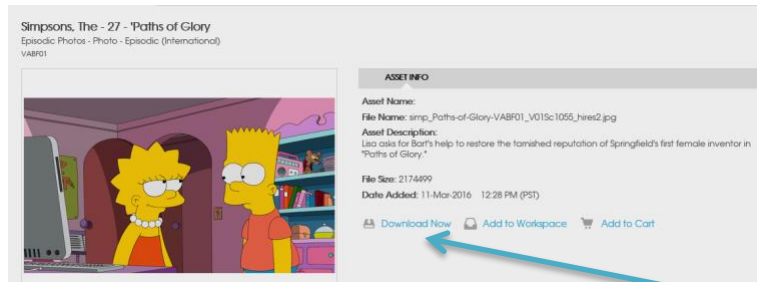 Simpsons, The - 27 - 'Paths of Glory
Episodic Photos - Photo - Episodic (International)
VABF01
ASSET INFO
Asset Name:
File Name: simp_Paths-of-Glory-VABF01_V01Sc1055_hires2.jpg
Asset Description:
Lisa asks for Bart's help to restore the tarnished reputation of Springfield's first female inventor in
"Paths of Glory."
File Size: 2174499
Date Added: 11-Mar-2016 12:28 PM (PST)
Download Now Add to Workspace Add to Cart